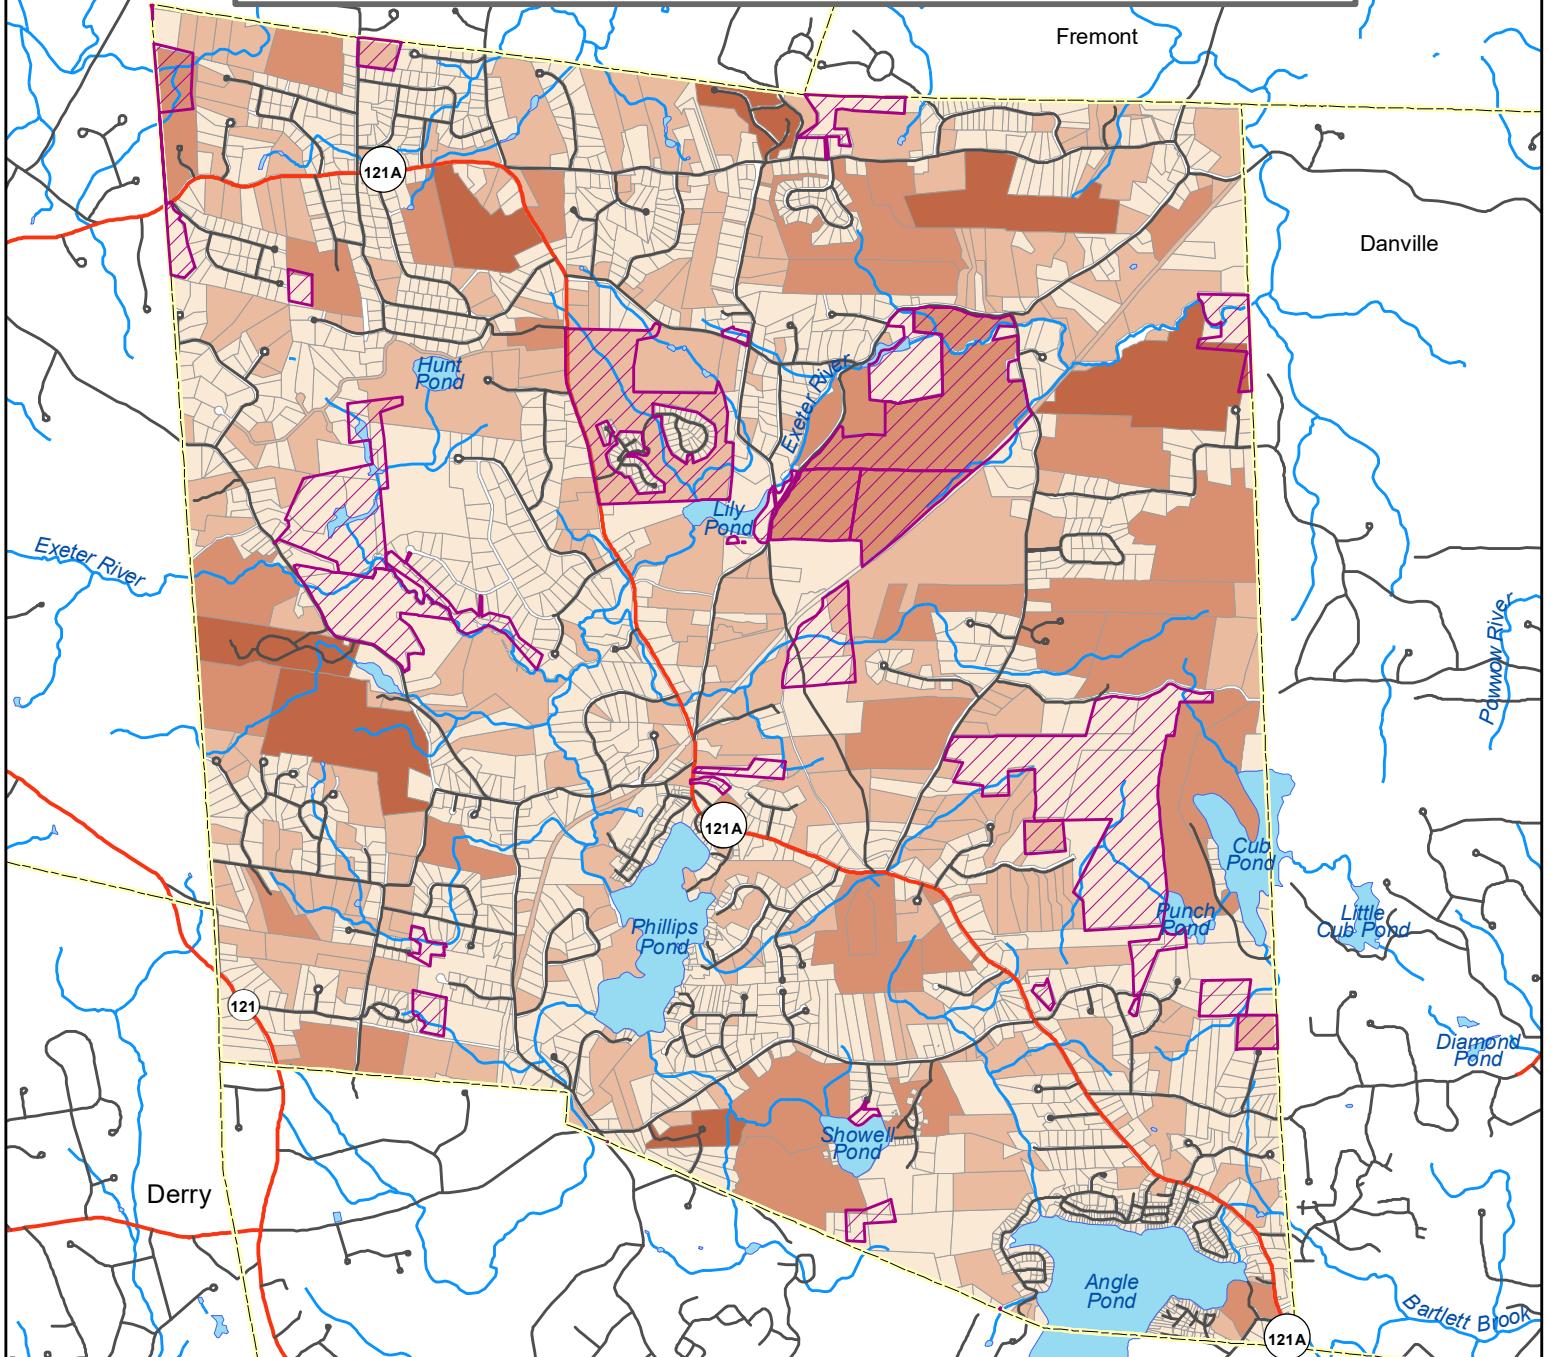 Fremont
121A
Danville
Hunt
Pond
Exeter River
Lily
Pond
Exeter River
Powwow River
121A
Cub
Pond
Phillips
Pond
Punch
Pond
Little
Cub Pond
121
Diamond
Pond
Showell
Pond
Derry
Angle
Pond
Bartlett Brook
121A